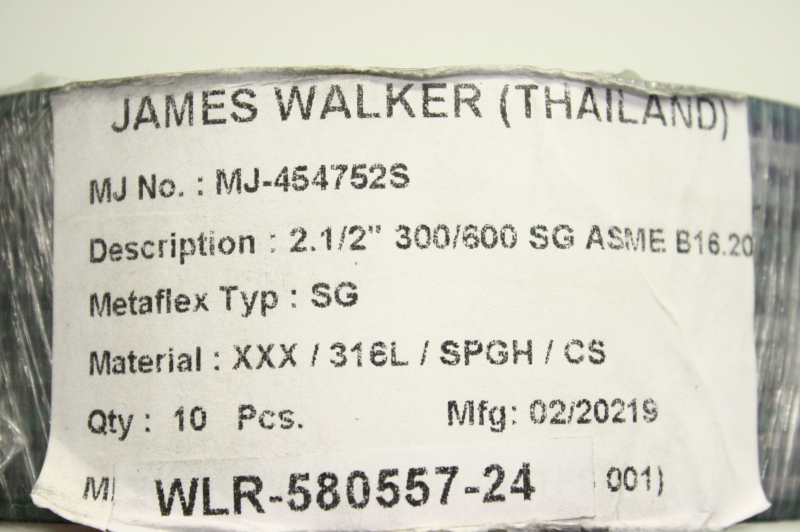 JAMES WALKER (THAILAND)
MJ No. : MJ-454752S
Description : 2.1/2" 300/600 SG ASME B16.20
Metaflex Typ : SG
Material : XXX / 316L / SPGH / CS
Qty : 10 Pcs. Mfg: 02/20219
WLR-580557-24 001)